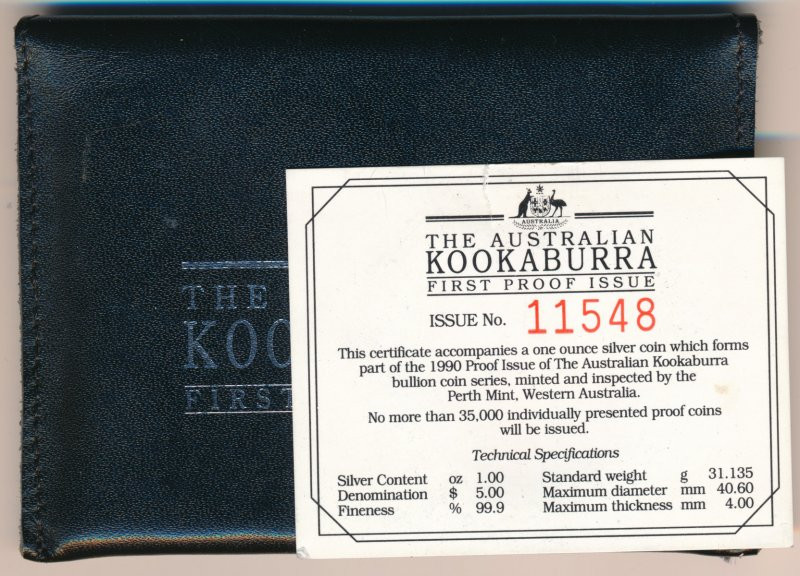 THE
KOO
FIRST
AUSTRALIA
THE AUSTRALIAN
KOOKABURRA
FIRST PROOF ISSUE
ISSUE No. 11548
This certificate accompanies a one ounce silver coin which forms
part of the 1990 Proof Issue of The Australian Kookaburra
bullion coin series, minted and inspected by the
Perth Mint, Western Australia.
No more than 35,000 individually presented proof coins
will be issued.
Technical Specifications
Silver Content oz 1.00 Standard weight g 31.135
Denomination $ 5.00 Maximum diameter mm 40.60
Fineness % 99.9 Maximum thickness mm 4.00